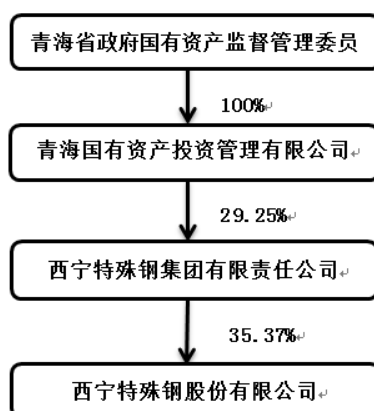 青海省政府国有资产监督管理委员
100%
青海国有资产投资管理有限公司
29.25%
西宁特殊钢集团有限责任公司
35.37%
西宁特殊钢股份有限公司